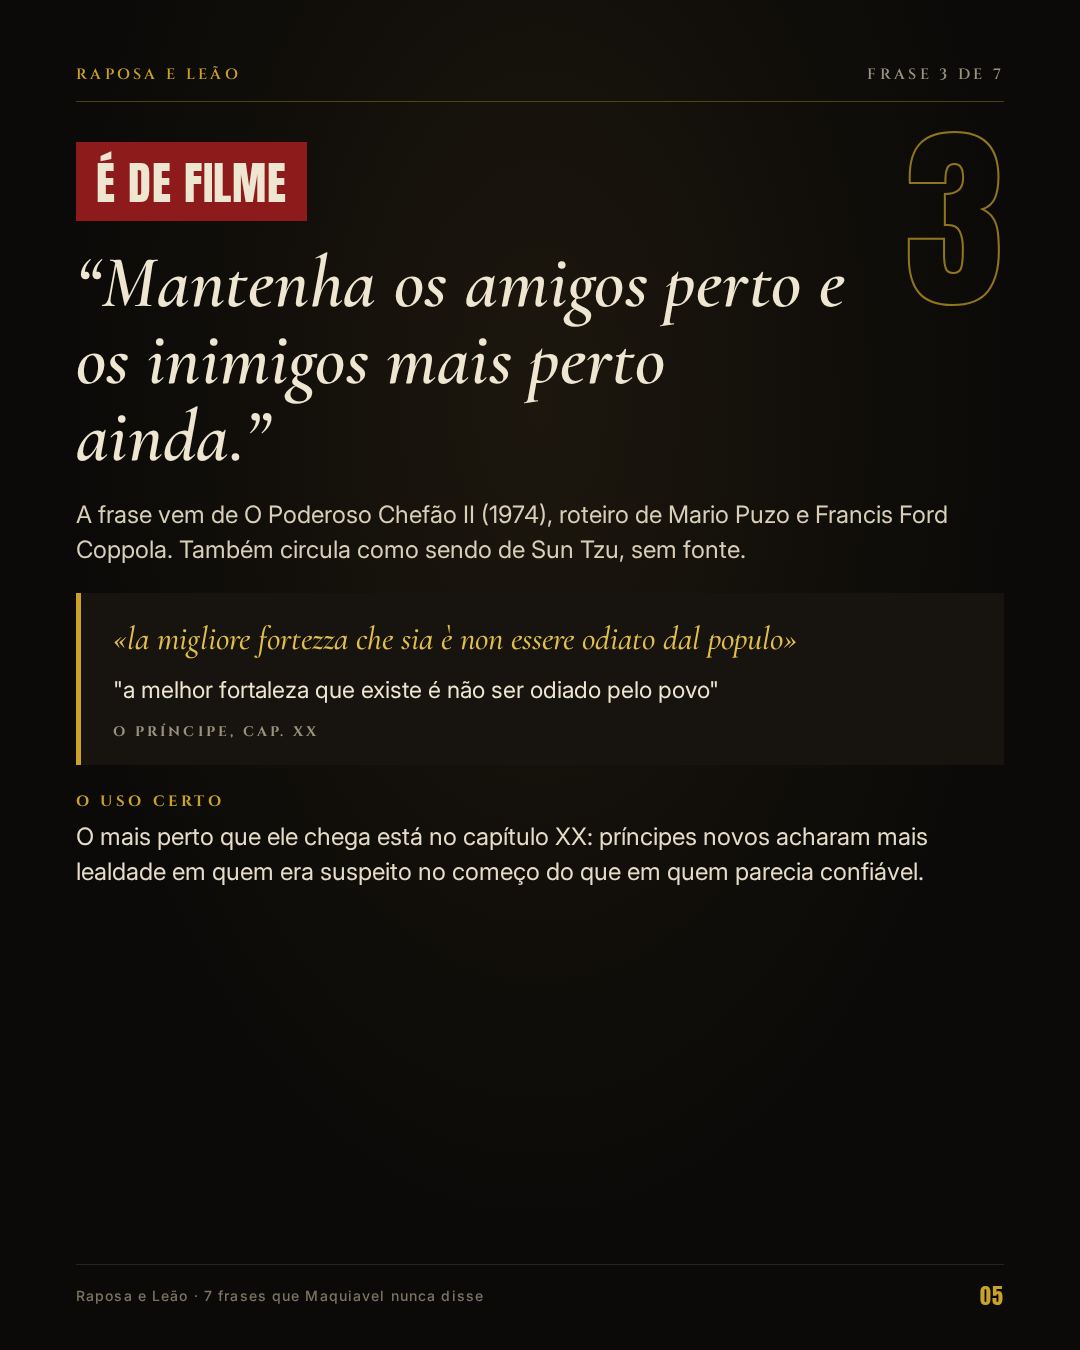 RAPOSA E LEÃO
FRASE 3 DE 7
É DE FILME
3
“Mantenha os amigos perto e
os inimigos mais perto
ainda.”
A frase vem de O Poderoso Chefão II (1974), roteiro de Mario Puzo e Francis Ford
Coppola. Também circula como sendo de Sun Tzu, sem fonte.
«la migliore fortezza che sia è non essere odiato dal populo»
"a melhor fortaleza que existe é não ser odiado pelo povo"
O PRÍNCIPE, CAP. XX
O USO CERTO
O mais perto que ele chega está no capítulo XX: príncipes novos acharam mais
lealdade em quem era suspeito no começo do que em quem parecia confiável.
Raposa e Leão · 7 frases que Maquiavel nunca disse
05